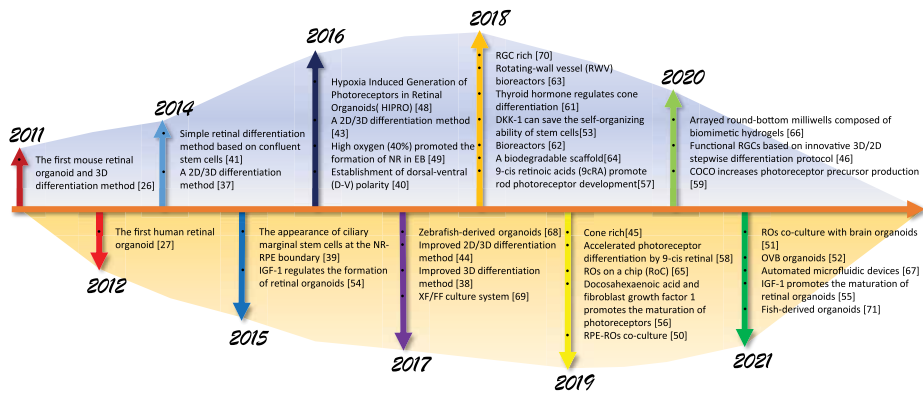 2011
The first mouse retinal
organoid and 3D
differentiation method [26]
2014
Simple retinal differentiation
method based on confluent
stem cells [41]
A 2D/3D differentiation
method [37]
2016
Hypoxia Induced Generation of
Photoreceptors in Retinal
Organoids( HIPRO) [48]
A 2D/3D differentiation method
[43]
High oxygen (40%) promoted the
formation of NR in EB [49]
Establishment of dorsal-ventral
(D-V) polarity [40]
2018
RGC rich [70]
Rotating-wall vessel (RWV)
bioreactors [63]
Thyroid hormone regulates cone
differentiation [61]
DKK-1 can save the self-organizing
ability of stem cells[53]
Bioreactors [62]
A biodegradable scaffold[64]
9-cis retinoic acids (9cRA) promote
rod photoreceptor development[57]
2020
Arrayed round-bottom milliwells composed of
biomimetic hydrogels [66]
Functional RGCs based on innovative 3D/2D
stepwise differentiation protocol [46]
COCO increases photoreceptor precursor production
[59]
The first human retinal
organoid [27]
2012
The appearance of ciliary
marginal stem cells at the NR-
RPE boundary [39]
IGF-1 regulates the formation
of retinal organoids [54]
2015
Zebrafish-derived organoids [68]
Improved 2D/3D differentiation
method [44]
Improved 3D differentiation
method [38]
XF/FF culture system [69]
2017
Cone rich[45]
Accelerated photoreceptor
differentiation by 9-cis retinal [58]
ROs on a chip (RoC) [65]
Docosahexaenoic acid and
fibroblast growth factor 1
promotes the maturation of
photoreceptors [56]
RPE-ROs co-culture [50]
2019
ROs co-culture with brain organoids
[51]
OVB organoids [52]
Automated microfluidic devices [67]
IGF-1 promotes the maturation of
retinal organoids [55]
Fish-derived organoids [71]
2021